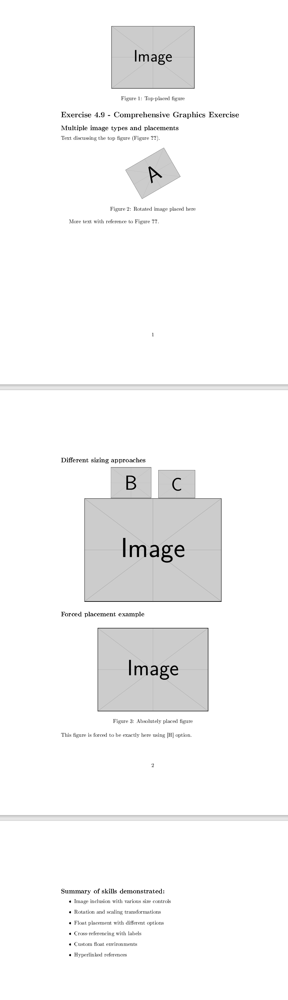 Image
Figure 1: Top-placed figure
Exercise 4.9 - Comprehensive Graphics Exercise
Multiple image types and placements
Text discussing the top figure (Figure ??).
A
Figure 2: Rotated image placed here
More text with reference to Figure ??.
1
Different sizing approaches
B C
Image
Forced placement example
Image
Figure 3: Absolutely placed figure
This figure is forced to be exactly here using [H] option.
2
Summary of skills demonstrated:
• Image inclusion with various size controls
• Rotation and scaling transformations
• Float placement with different options
• Cross-referencing with labels
• Custom float environments
• Hyperlinked references